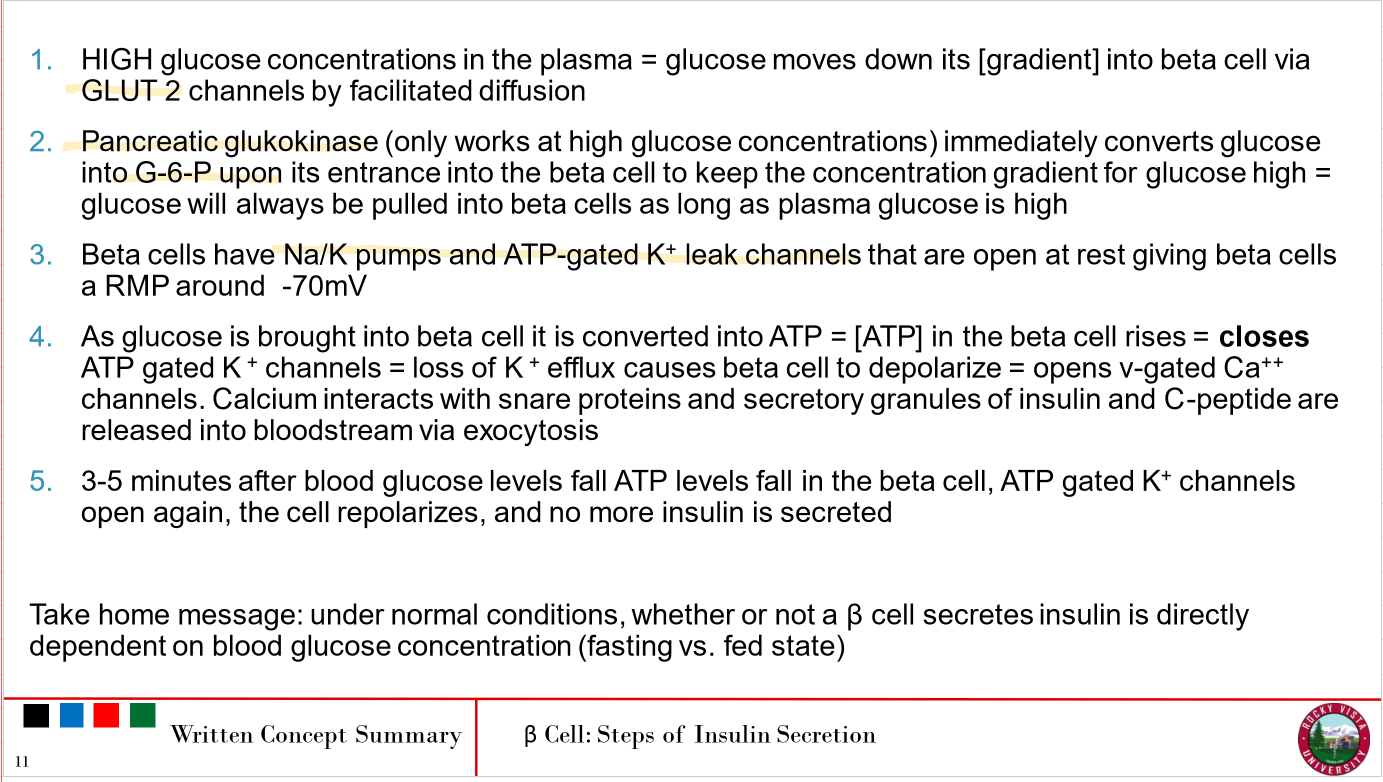 1. HIGH glucose concentrations in the plasma = glucose moves down its [gradient] into beta cell via
GLUT 2 channels by facilitated diffusion
2. Pancreatic glukokinase (only works at high glucose concentrations) immediately converts glucose
into G-6-P upon its entrance into the beta cell to keep the concentration gradient for glucose high =
glucose will always be pulled into beta cells as long as plasma glucose is high
3. Beta cells have Na/K pumps and ATP-gated K⁺ leak channels that are open at rest giving beta cells
a RMP around -70mV
4. As glucose is brought into beta cell it is converted into ATP = [ATP] in the beta cell rises = closes
ATP gated K⁺ channels = loss of K⁺ efflux causes beta cell to depolarize = opens v-gated Ca⁺⁺
channels. Calcium interacts with snare proteins and secretory granules of insulin and C-peptide are
released into bloodstream via exocytosis
5. 3-5 minutes after blood glucose levels fall ATP levels fall in the beta cell, ATP gated K⁺ channels
open again, the cell repolarizes, and no more insulin is secreted
Take home message: under normal conditions, whether or not a β cell secretes insulin is directly
dependent on blood glucose concentration (fasting vs. fed state)
Written Concept Summary
β Cell: Steps of Insulin Secretion
ROCKY VISTA
UNIVERSITY
11